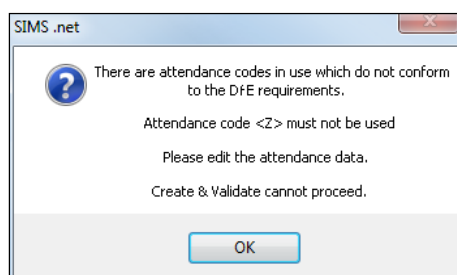 SIMS .net
There are attendance codes in use which do not conform
to the DfE requirements.
Attendance code <Z> must not be used
Please edit the attendance data.
Create & Validate cannot proceed.
OK